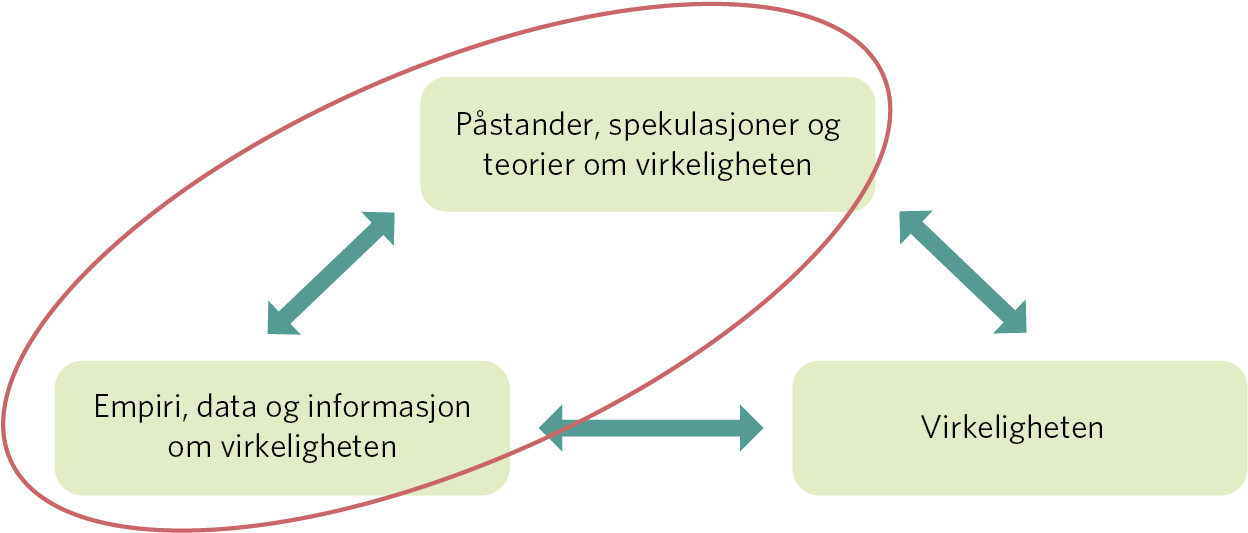 Påstander, spekulasjoner og
teorier om virkeligheten
Empiri, data og informasjon
om virkeligheten
Virkeligheten